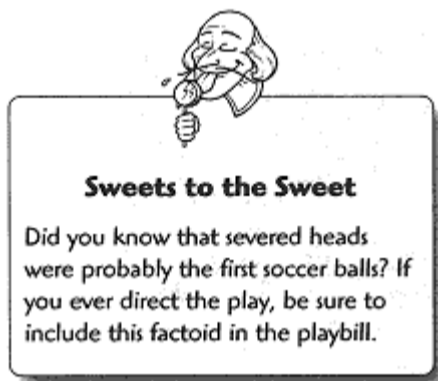 Sweets to the Sweet
Did you know that severed heads
were probably the first soccer balls? If
you ever direct the play, be sure to
include this factoid in the playbill.